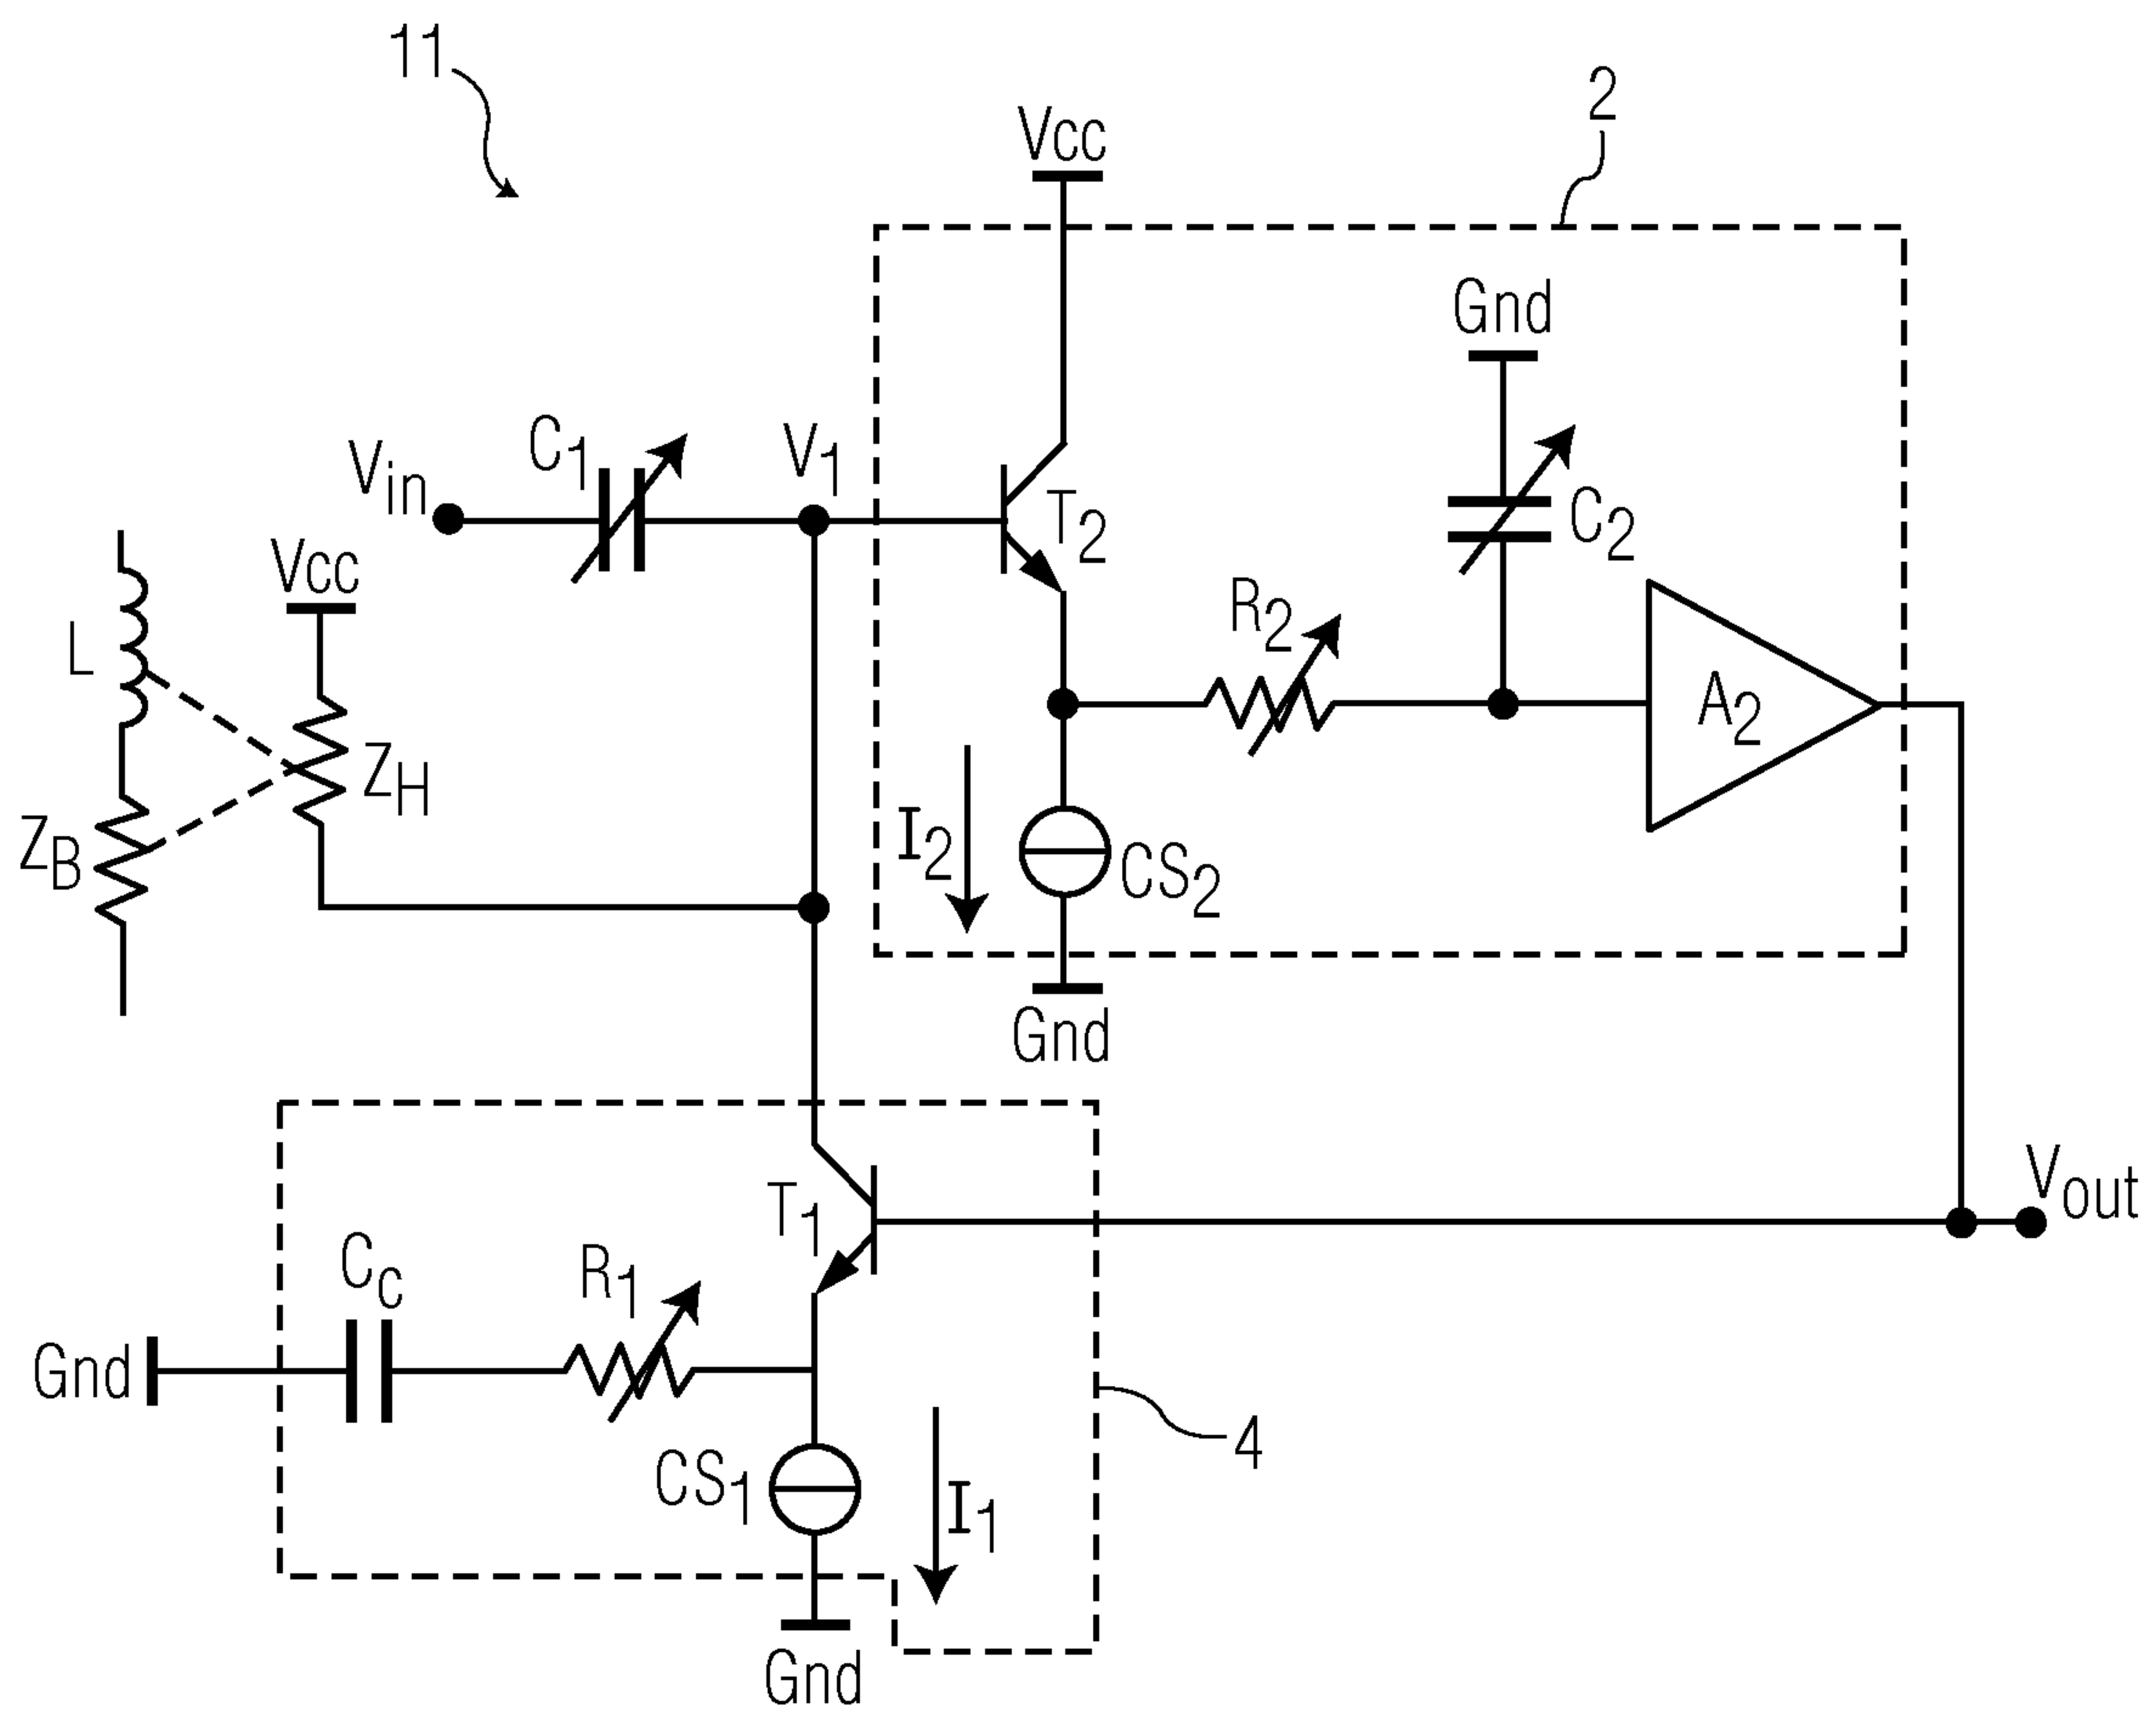 11
2
Vcc
Gnd
Vin
C1
V1
T2
C2
Vcc
R2
L
ZH
A2
ZB
I2
CS2
Gnd
Vout
T1
Cc
R1
Gnd
4
CS1
I1
Gnd